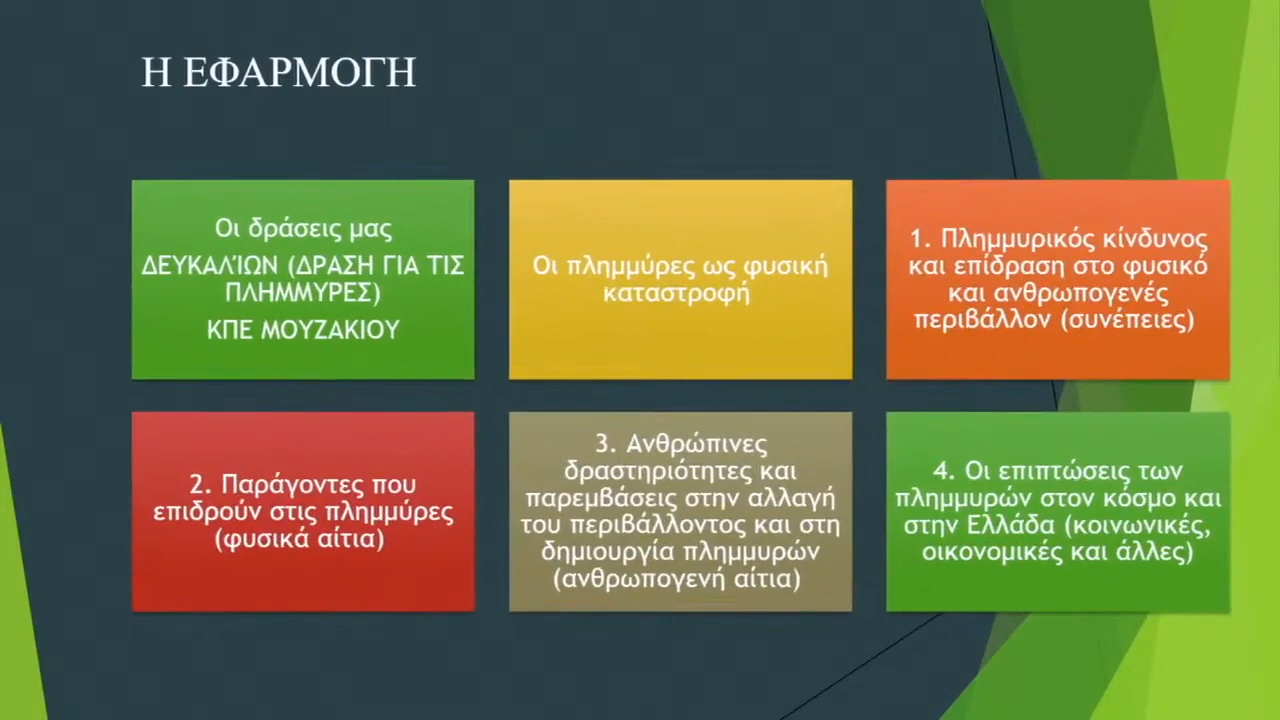 Η ΕΦΑΡΜΟΓΗ
Οι δράσεις μας
ΔΕΥΚΑΛΊΩΝ (ΔΡΑΣΗ ΓΙΑ ΤΙΣ
ΠΛΗΜΜΥΡΕΣ)
ΚΠΕ ΜΟΥΖΑΚΙΟΥ
Οι πλημμύρες ως φυσική
καταστροφή
1. Πλημμυρικός κίνδυνος
και επίδραση στο φυσικό
και ανθρωπογενές
περιβάλλον (συνέπειες)
2. Παράγοντες που
επιδρούν στις πλημμύρες
(φυσικά αίτια)
3. Ανθρώπινες
δραστηριότητες και
παρεμβάσεις στην αλλαγή
του περιβάλλοντος και στη
δημιουργία πλημμυρών
(ανθρωπογενή αίτια)
4. Οι επιπτώσεις των
πλημμυρών στον κόσμο και
στην Ελλάδα (κοινωνικές,
οικονομικές και άλλες)